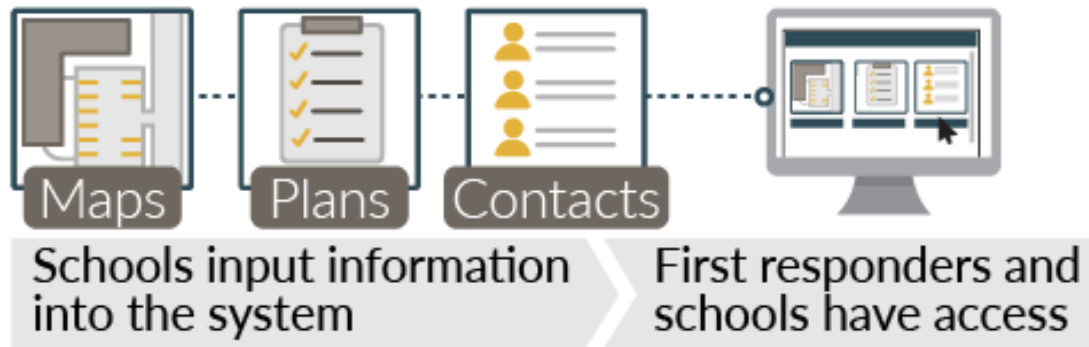 Maps
Plans
Contacts
Schools input information
into the system
First responders and
schools have access